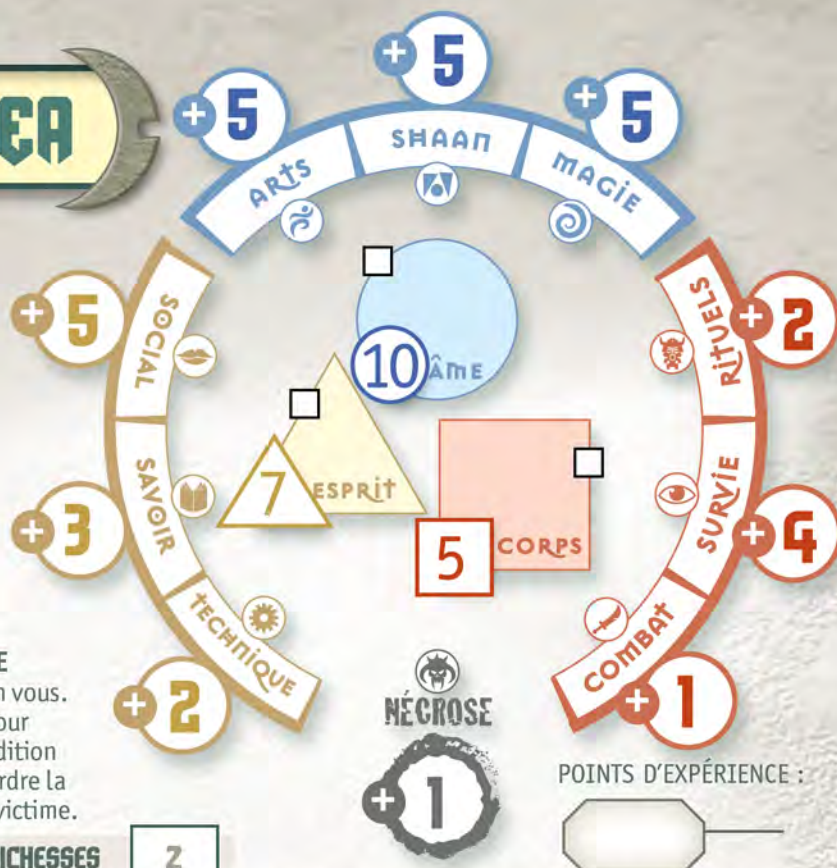 EA
+5
ARTS
+5
SHAAN
+5
MAGIE
+5
SOCIAL
+3
SAVOIR
+2
TECHNIQUE
+2
RITUELS
+4
SURVIE
+1
COMBAT
10 ÂME
7 ESPRIT
5 CORPS
NÉCROSE
+1
POINTS D'EXPÉRIENCE :
E
n vous.
our
dition
rdre la
victime.
ICHESSES 2